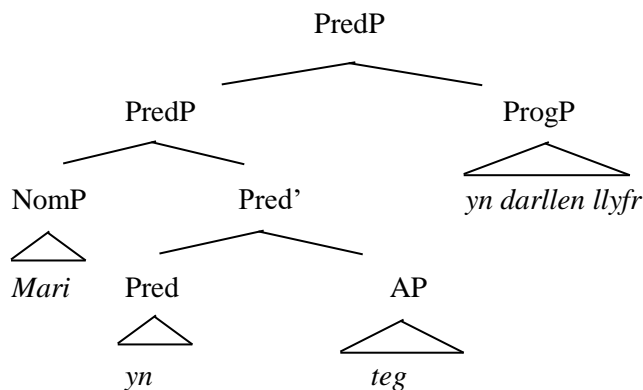 PredP
PredP ProgP
NomP Pred’ yn darllen llyfr
Mari Pred AP
yn teg